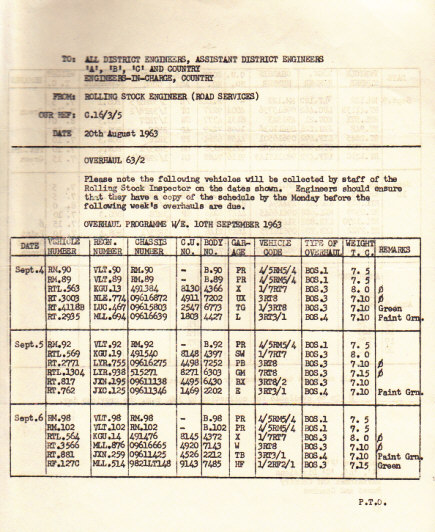 TO: ALL DISTRICT ENGINEERS, ASSISTANT DISTRICT ENGINEERS
'A', 'B', 'C' AND COUNTRY
ENGINEERS-IN-CHARGE, COUNTRY
FROM: ROLLING STOCK ENGINEER (ROAD SERVICES)
OUR REF: C.16/3/5
DATE 20th August 1963
OVERHAUL 63/2
Please note the following vehicles will be collected by staff of the
Rolling Stock Inspector on the dates shown. Engineers should ensure
that they have a copy of the schedule by the Monday before the
following week's overhauls are due.
OVERHAUL PROGRAMME W/E. 10TH SEPTEMBER 1963
DATE VEHICLE NUMBER REGN. NUMBER CHASSIS NUMBER C.U. NO. BODY NO. GAR- AGE VEHICLE CODE TYPE OF OVERHAUL WEIGHT T. C. REMARKS
Sept.4 RM.90 VLT.90 RM.90 - B.90 PR 4/5RM5/4 BOS.1 7. 5
RM.89 VLT.89 RM.89 - B.89 PR 4/5RM5/4 BOS.1 7. 5
RTL.563 KGU.13 491384 8130 4366 X 1/7RT7 BOS.3 8. 0 Ø
RT.3003 NLE.774 09616872 4911 7202 UX 3RT8 BOS.3 7.10 Ø
RT.4118B LUC.467 09615803 2547 6773 TG 1/3RT8 BOS.3 7.10 Green
RT.2935 MLL.694 09616639 1803 4427 L 3RT3/1 BOS.4 7.10 Paint Grn.
Sept.5 RM.92 VLT.92 RM.92 - B.92 PR 4/5RM5/4 BOS.1 7. 5
RTL.569 KGU.19 491540 8148 4397 SW 1/7RT7 BOS.3 8. 0
RT.2771 LYR.755 09616275 4498 7252 PB 3RT8 BOS.3 7.10 Ø
RTL.1304 LYR.938 515271 8271 6303 GM 7RT8 BOS.3 7.15 Ø
RT.817 JXN.195 09611138 4495 6430 BX 3RT8/2 BOS.3 7.10
RT.762 JXC.125 09611346 1469 2202 E 3RT3/1 BOS.4 7.10 Paint Grn.
Sept.6 RM.98 VLT.98 RM.98 - B.98 PR 4/5RM5/4 BOS.1 7. 5
RM.102 VLT.102 RM.102 - B.102 PR 4/5RM5/4 BOS.1 7. 5
RTL.564 KGU.14 491476 8145 4372 X 1/7RT7 BOS.3 8. 0 Ø
RT.3566 MLL.876 09616665 4920 7143 W 3RT8 BOS.3 7.10 Ø
RT.881 JXN.259 09611425 4526 2212 TB 3RT3/1 BOS.4 7.10 Paint Grn.
RF.127C MLL.514 9821LT148 9143 7485 HF 1/2RF2/1 BOS.3 7.15 Green
P.T.O.